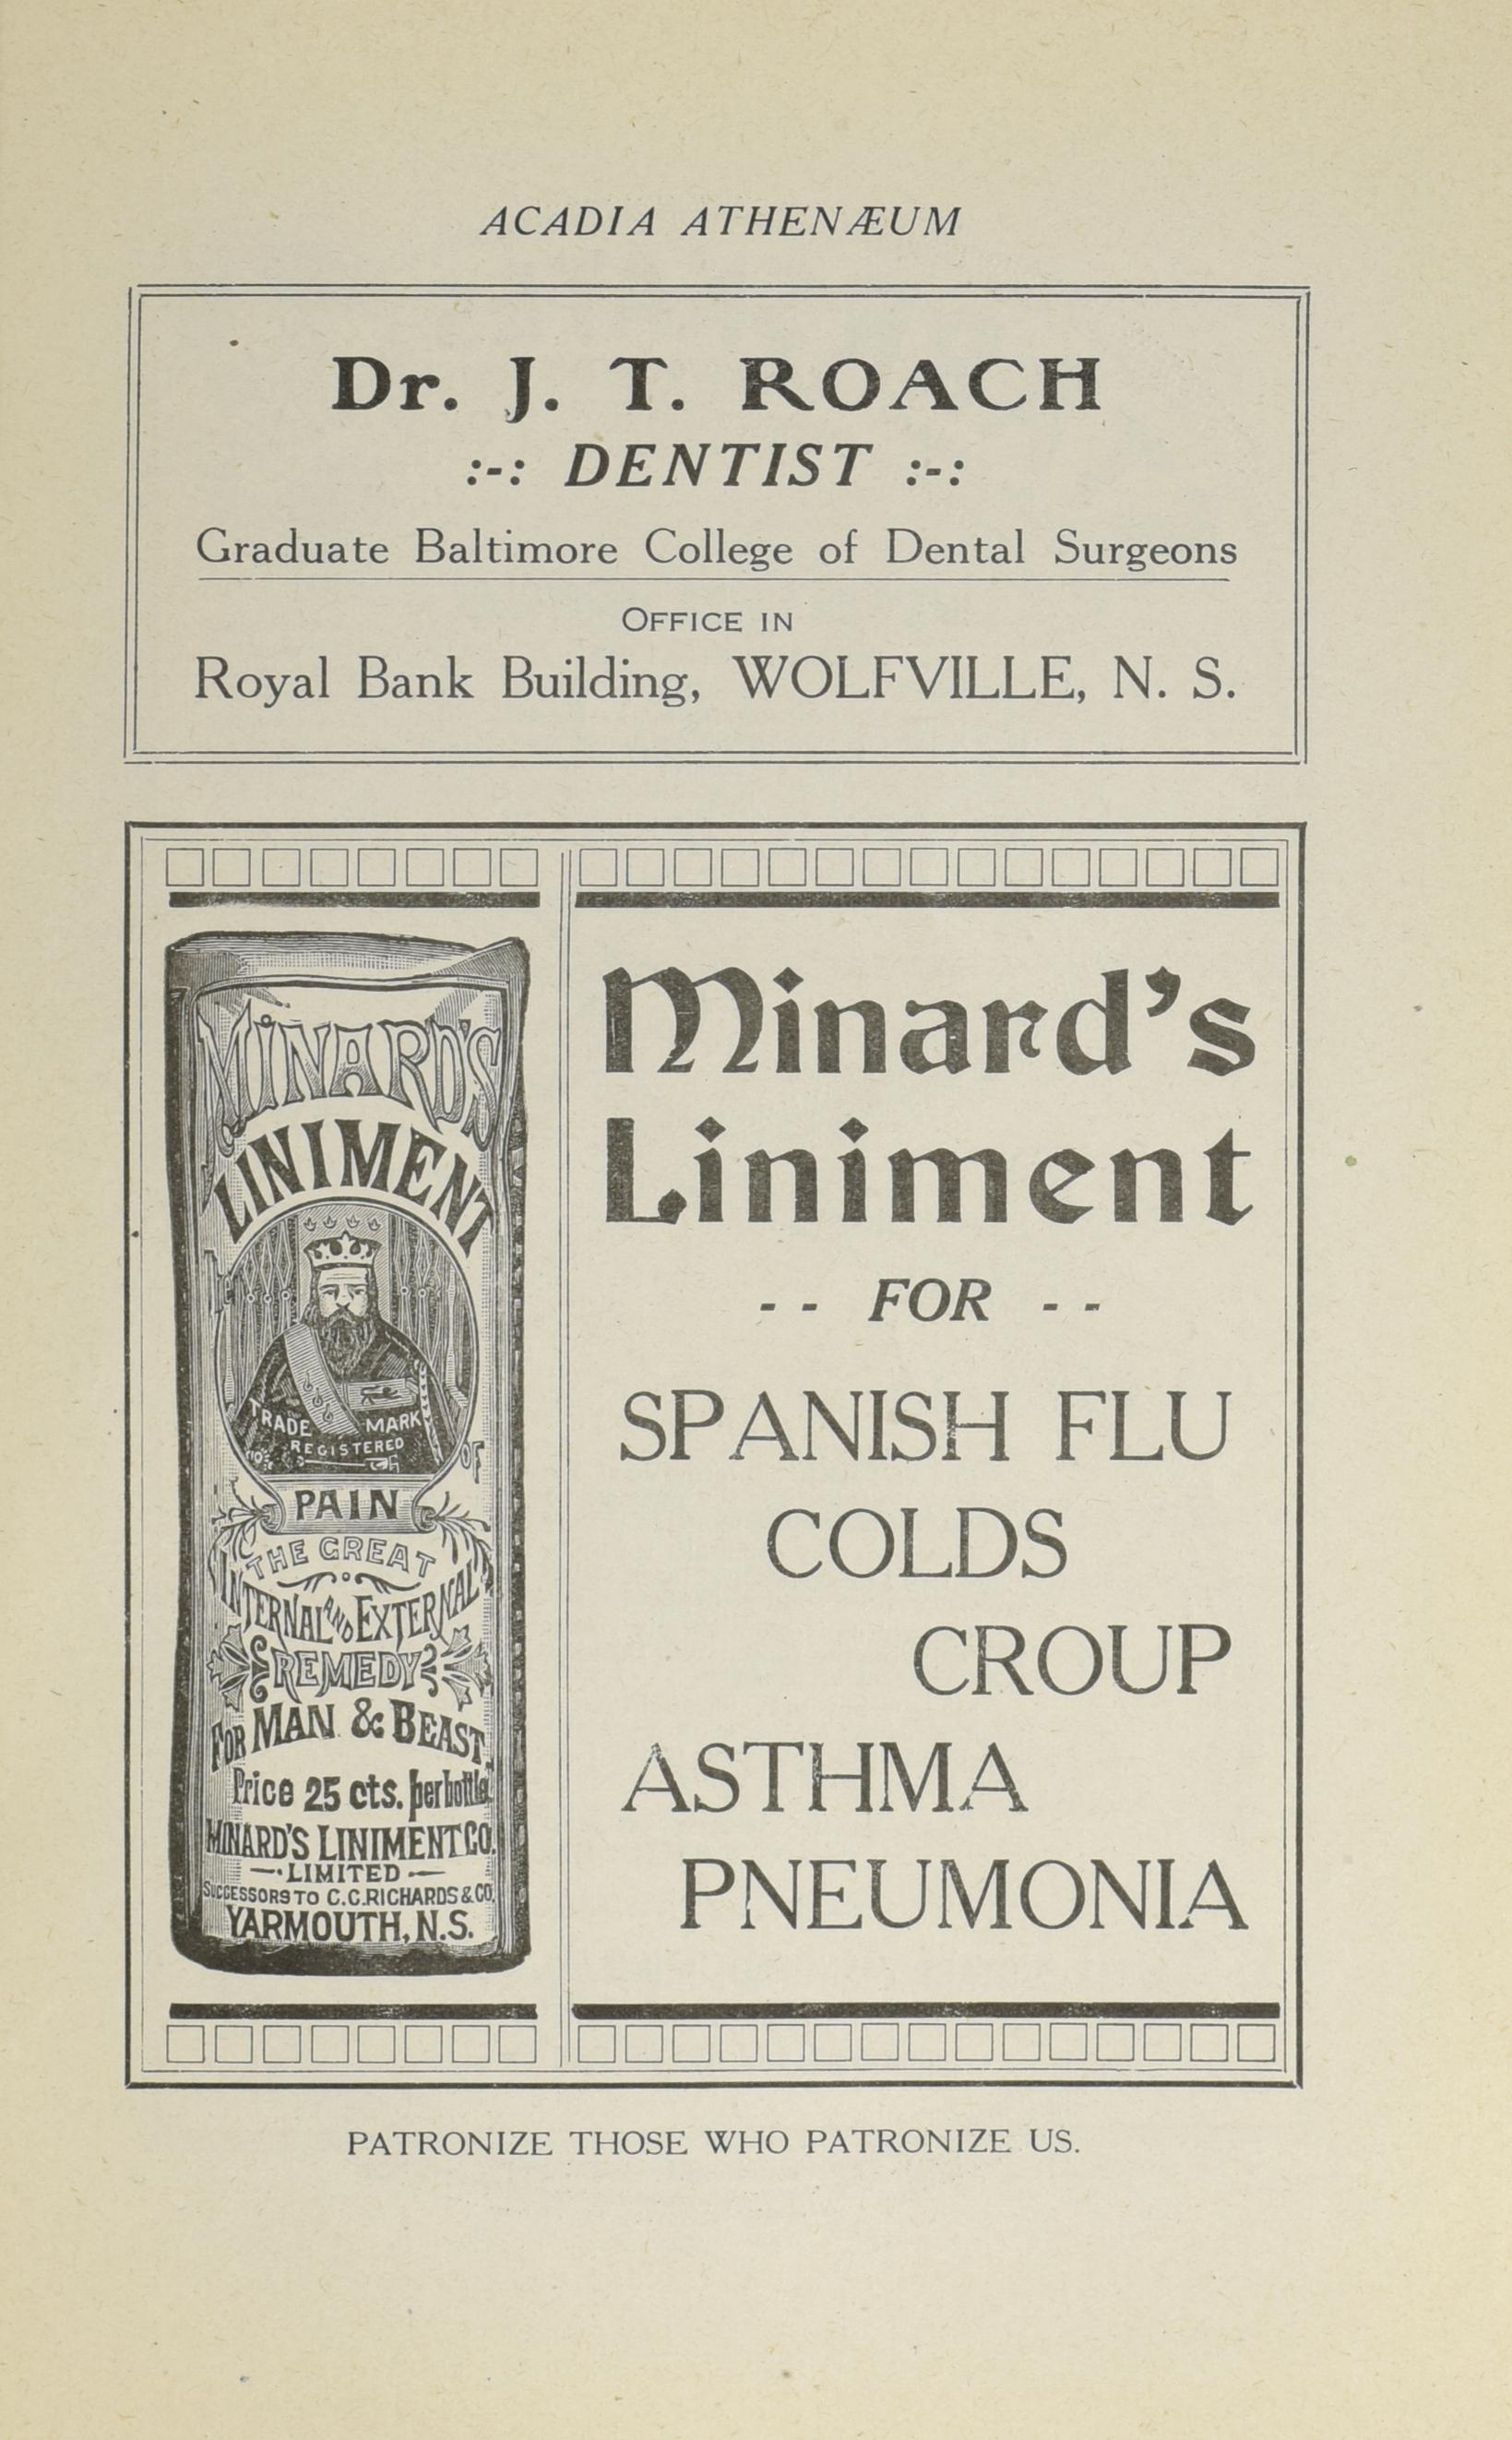 ACADIA ATHENÆUM
Dr. J. T. ROACH
:-: DENTIST :-:
Graduate Baltimore College of Dental Surgeons
OFFICE IN
Royal Bank Building, WOLFVILLE, N. S.
MINARD'S
LINIMENT
TRADE MARK
REGISTERED
OF
PAIN
THE GREAT
INTERNAL AND EXTERNAL
REMEDY
FOR MAN & BEAST
Price 25 cts. per bottle
MINARD'S LINIMENT CO.
—·LIMITED·—
SUCCESSORS TO C.C. RICHARDS & CO.
YARMOUTH, N.S.
Minard's
Liniment
- - FOR - -
SPANISH FLU
COLDS
CROUP
ASTHMA
PNEUMONIA
PATRONIZE THOSE WHO PATRONIZE US.